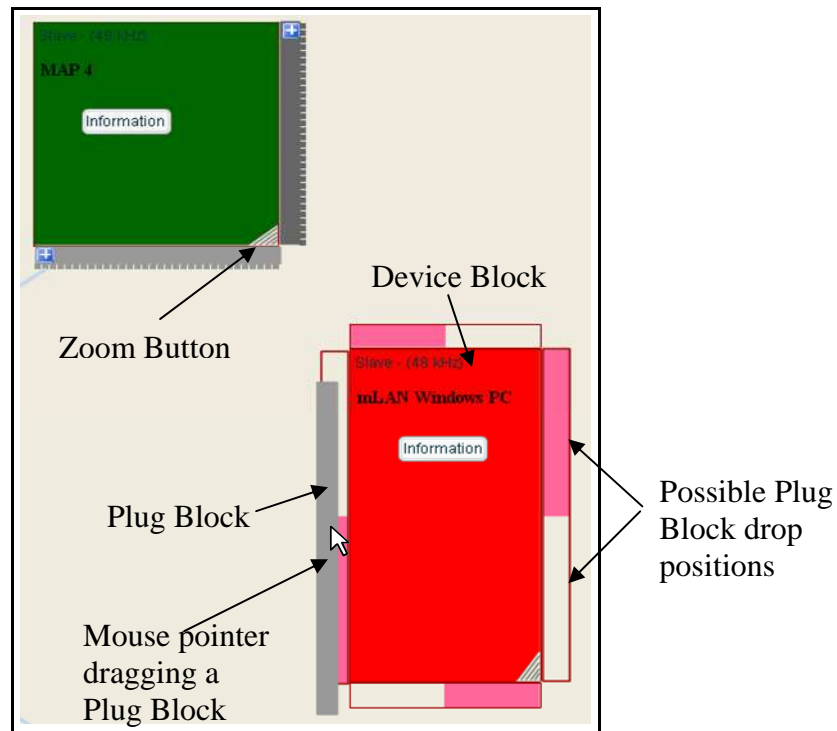 Slave - (48 kHz)
MAP 4
Information
Device Block
Zoom Button
Slave - (48 kHz)
mLAN Windows PC
Information
Plug Block
Possible Plug
Block drop
positions
Mouse pointer
dragging a
Plug Block